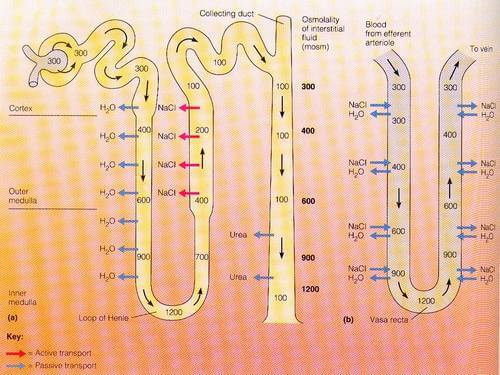 Collecting duct
Osmolality
of interstitial
fluid
(mosm)
Blood
from efferent
arteriole
To vein
300
300
300
100
100
100
300
300
300
300
300
Cortex
H₂O
NaCl
NaCl
H₂O
NaCl
H₂O
400
H₂O
NaCl
200
100
400
400
H₂O
NaCl
NaCl
H₂O
400
NaCl
H₂O
Outer
medulla
H₂O
NaCl
600
400
100
600
H₂O
600
600
Urea
NaCl
H₂O
600
NaCl
H₂O
H₂O
900
700
900
NaCl
H₂O
900
900
NaCl
H₂O
H₂O
Urea
Inner
medulla
1200
100
1200
1200
(a)
Loop of Henle
(b)
Vasa recta
Key:
= Active transport
= Passive transport